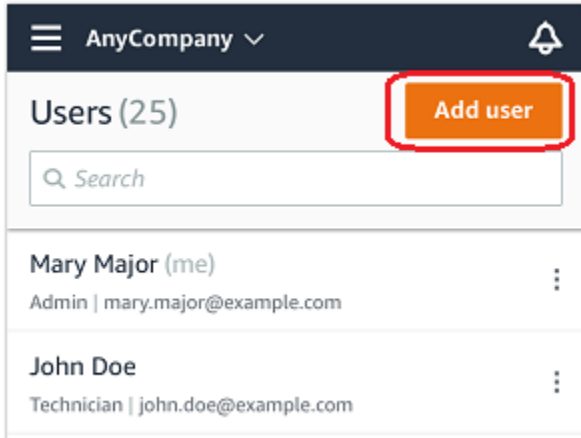 AnyCompany
Users (25)
Add user
Search
Mary Major (me)
Admin | mary.major@example.com
John Doe
Technician | john.doe@example.com